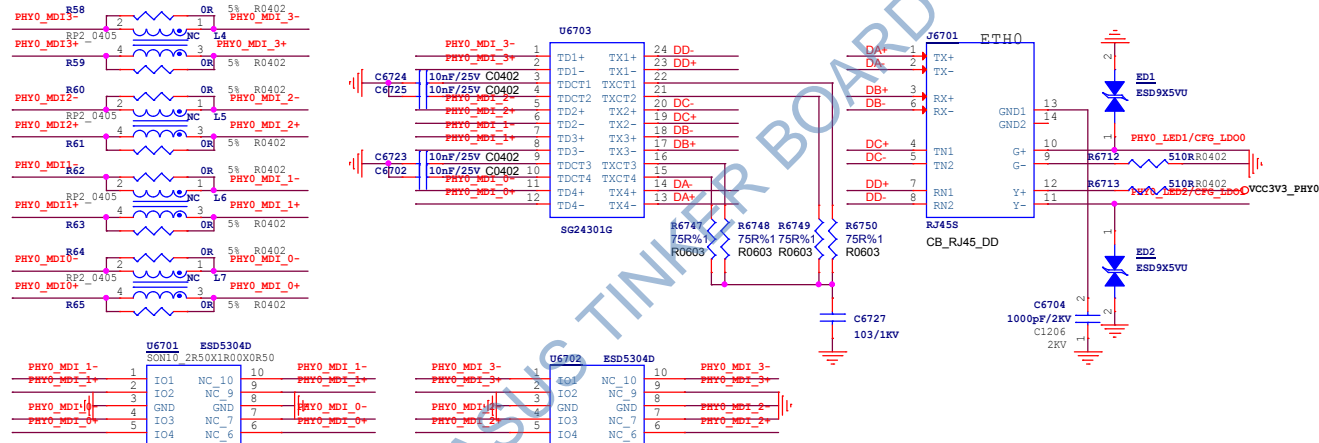 R58 0R 5% R0402
PHY0_MDI3- 2 1 PHY0_MDI_3-
RP2_0405 NC L4
PHY0_MDI3+ 4 3 PHY0_MDI_3+
R59 0R 5% R0402
R60 0R 5% R0402
PHY0_MDI2- 2 1 PHY0_MDI_2-
RP2_0405 NC L5
PHY0_MDI2+ 4 3 PHY0_MDI_2+
R61 0R 5% R0402
PHY0_MDI1-
R62 0R 5% R0402
2 1 PHY0_MDI_1-
RP2_0405 NC L6
PHY0_MDI1+ 4 3 PHY0_MDI_1+
R63 0R 5% R0402
R64 0R 5% R0402
PHY0_MDI0- 2 1 PHY0_MDI_0-
RP2_0405 NC L7
PHY0_MDI0+ 4 3 PHY0_MDI_0+
R65 0R 5% R0402
U6703
PHY0_MDI_3- 1 TD1+ TX1+ 24 DD-
PHY0_MDI_3+ 2 TD1- TX1- 23 DD+
C6724 10nF/25V C0402 3 TDCT1 TXCT1 22
C6725 10nF/25V C0402 4 TDCT2 TXCT2 21
PHY0_MDI_2- 5 TD2+ TX2- 20 DC-
PHY0_MDI_2+ 6 TD2- TX2- 19 DC+
PHY0_MDI_1- 7 TD3+ TX3+ 18 DB-
PHY0_MDI_1+ 8 TD3- TX3- 17 DB+
C6723 10nF/25V C0402 9 TDCT3 TXCT3 16
C6702 10nF/25V C0402 10 TDCT4 TXCT4 15
PHY0_MDI_0- 11 TD4+ TX4+ 14 DA-
PHY0_MDI_0+ 12 TD4- TX4- 13 DA+
SG24301G
R6747 R6748 R6749 R6750
75R%1 75R%1 75R%1 75R%1
R0603 R0603 R0603 R0603
C6727
103/1KV
J6701 ETH0
DA+ 1 TX+
DA- 2 TX-
DB+ 3 RX+
DB- 6 RX-
GND1 13
GND2 14
DC+ 4 TN1 G+ 10
DC- 5 TN2 G- 9
DD+ 7 RN1 Y+ 12
DD- 8 RN2 Y- 11
RJ45S
CB_RJ45_DD
ED1
ESD9X5VU
1
PHY0_LED1/CFG_LDO0
R6712 510R R0402
R6713 510R R0402 VCC3V3_PHY0
1
ED2
ESD9X5VU
2
C6704 2
1000pF/2KV
C1206
2KV 1
U6701 ESD5304D
SON10_2R50X1R00X0R50
PHY0_MDI_1- 1 IO1 NC_10 10 PHY0_MDI_1-
PHY0_MDI_1+ 2 IO2 NC_9 9 PHY0_MDI_1+
3 GND GND 8
PHY0_MDI_0- 4 IO3 NC_7 7 PHY0_MDI_0-
PHY0_MDI_0+ 5 IO4 NC_6 6 PHY0_MDI_0+
U6702 ESD5304D
PHY0_MDI_3- 1 IO1 NC_10 10 PHY0_MDI_3-
PHY0_MDI_3+ 2 IO2 NC_9 9 PHY0_MDI_3+
3 GND GND 8
PHY0_MDI_2- 4 IO3 NC_7 7 PHY0_MDI_2-
PHY0_MDI_2+ 5 IO4 NC_6 6 PHY0_MDI_2+
ASUS TINKER BOARD